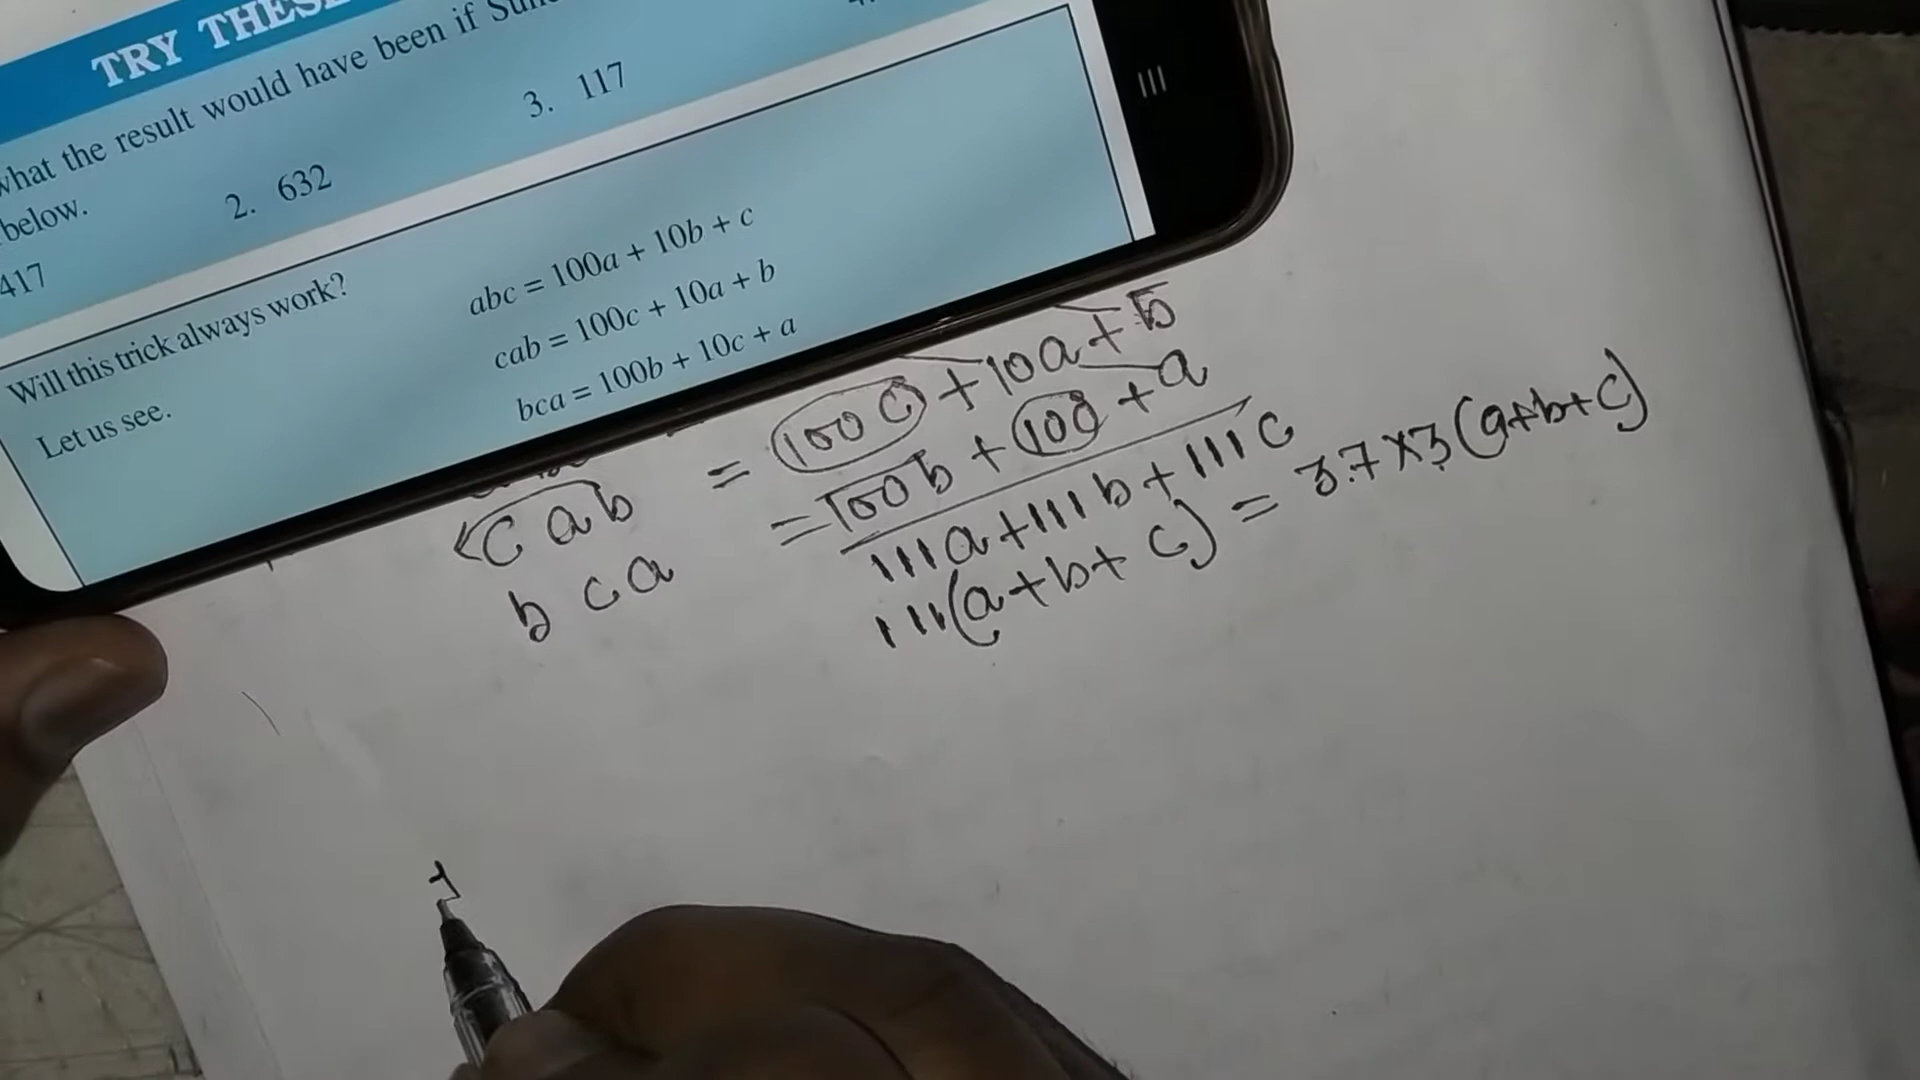 TRY THESE
what the result would have been if
below.
417
2. 632
3. 117
Will this trick always work?
Let us see.
abc = 100a + 10b + c
cab = 100c + 10a + b
bca = 100b + 10c + a
cab = 100c + 10a + b
bca = 100b + 10c + a
111a + 111b + 111c
111(a+b+c) = 37×3(a+b+c)